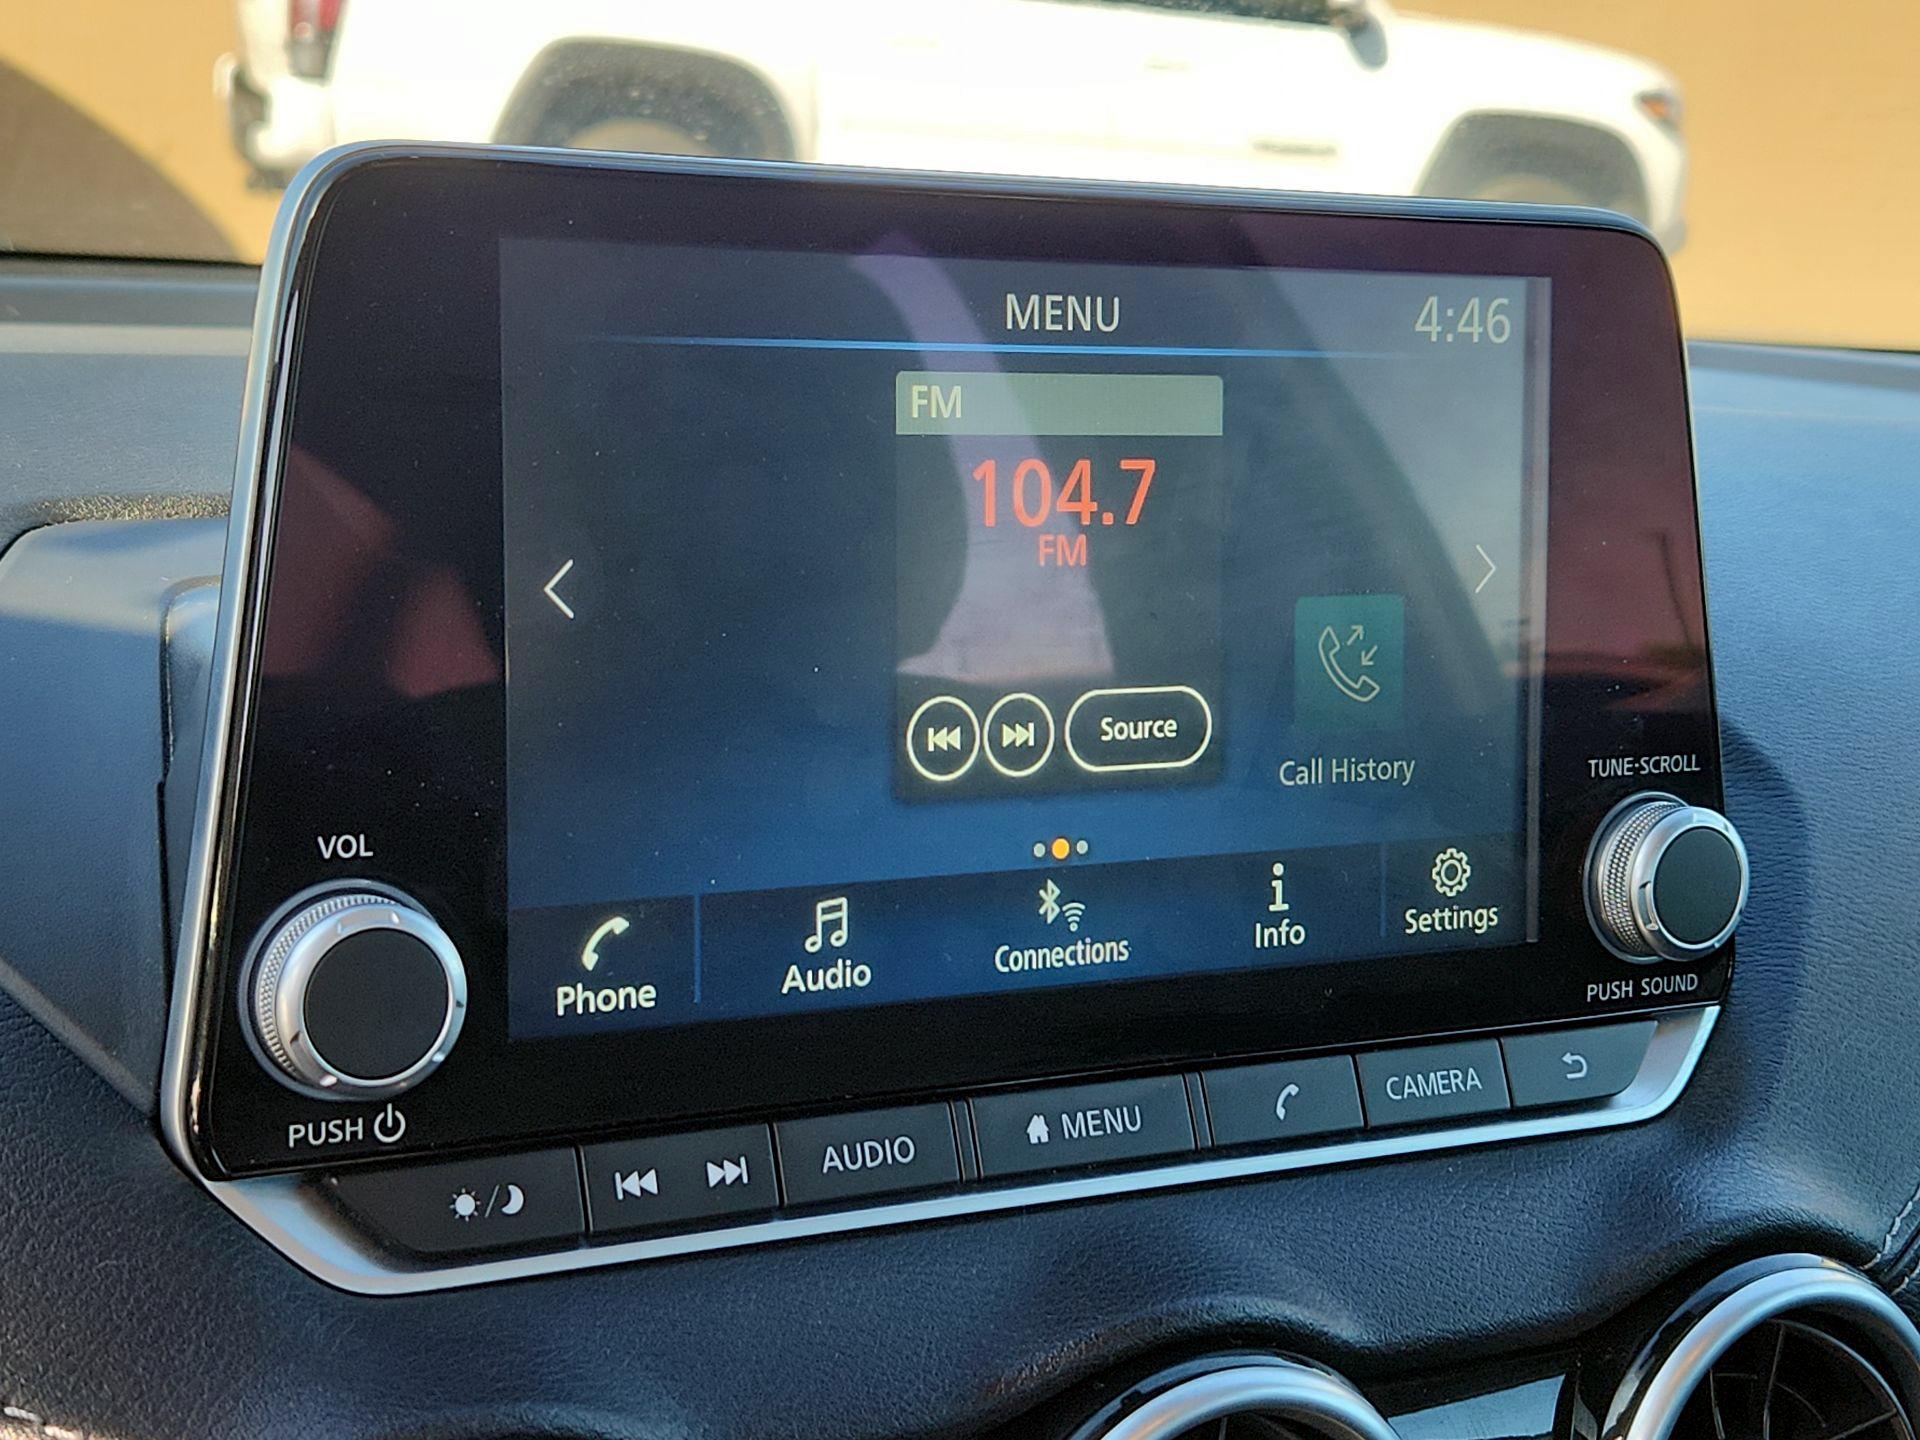 MENU
4:46
FM
104.7
FM
Source
Call History
TUNE·SCROLL
VOL
Phone
Audio
Connections
Info
Settings
PUSH SOUND
PUSH
AUDIO
MENU
CAMERA